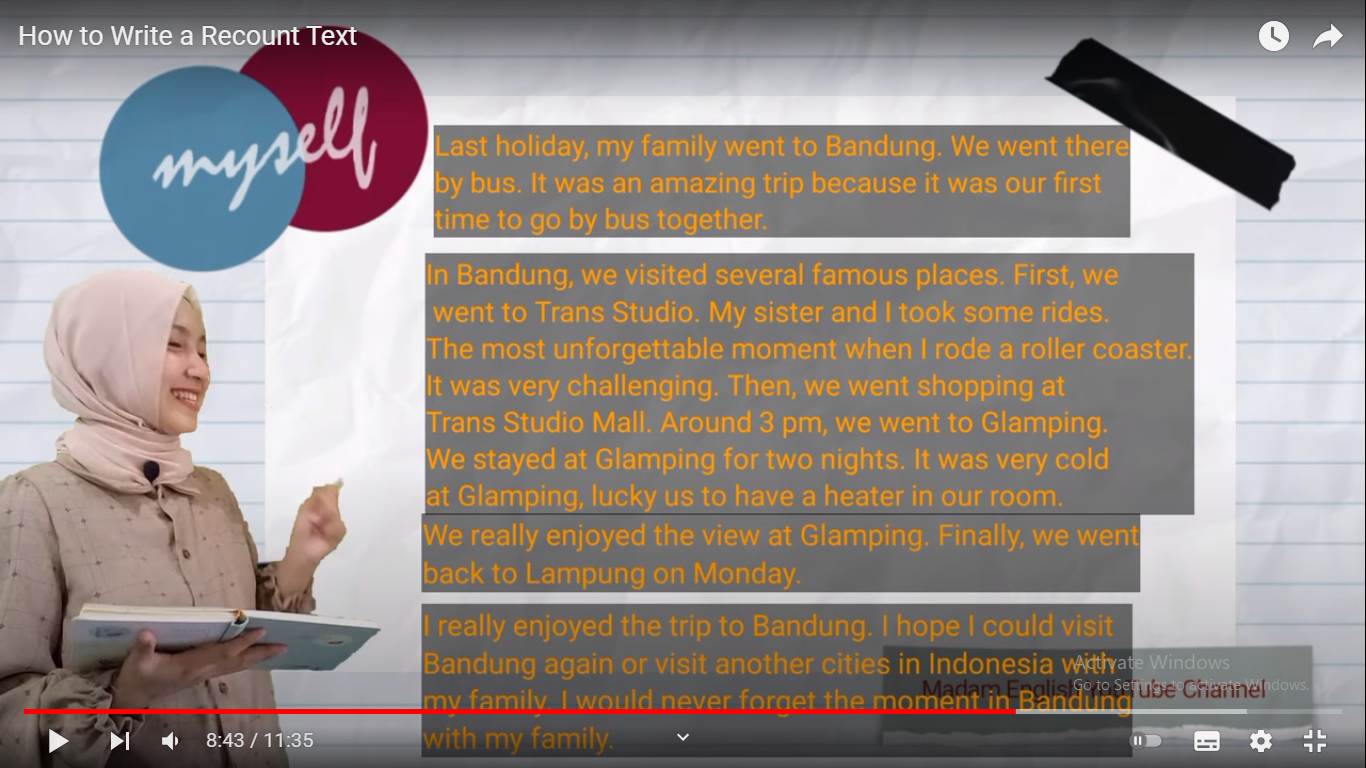 How to Write a Recount Text
myself
Last holiday, my family went to Bandung. We went there
by bus. It was an amazing trip because it was our first
time to go by bus together.
In Bandung, we visited several famous places. First, we
went to Trans Studio. My sister and I took some rides.
The most unforgettable moment when I rode a roller coaster.
It was very challenging. Then, we went shopping at
Trans Studio Mall. Around 3 pm, we went to Glamping.
We stayed at Glamping for two nights. It was very cold
at Glamping, lucky us to have a heater in our room.
We really enjoyed the view at Glamping. Finally, we went
back to Lampung on Monday.
I really enjoyed the trip to Bandung. I hope I could visit
Bandung again or visit another cities in Indonesia with
my family. I would never forget the moment in Bandung
with my family.
Activate Windows
Go to Settings to activate Windows.
Madam English YouTube Channel
8:43 / 11:35